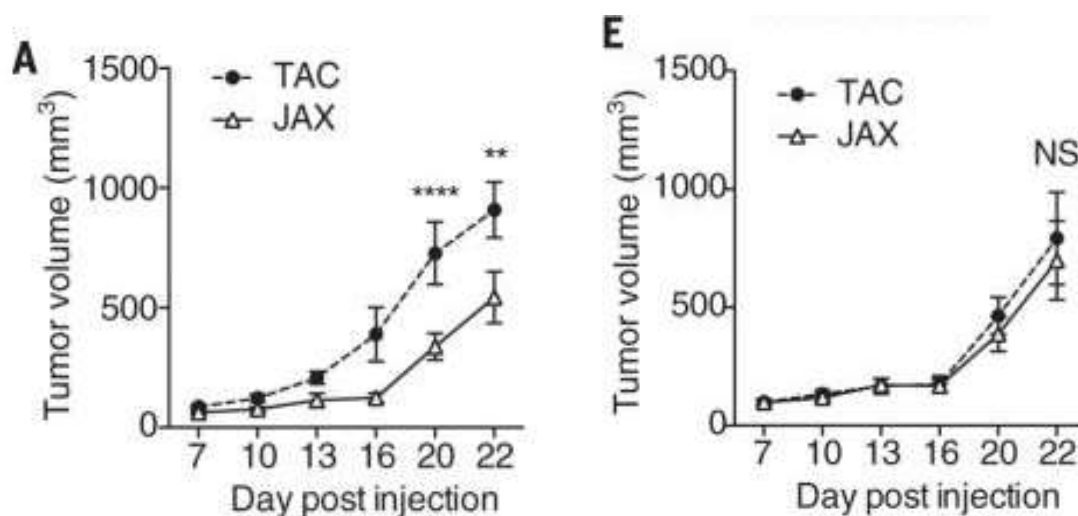 A
Tumor volume (mm³)
1500
1000
500
0
TAC
JAX
****
**
7 10 13 16 20 22
Day post injection
E
Tumor volume (mm³)
1500
1000
500
0
TAC
JAX
NS
7 10 13 16 20 22
Day post injection